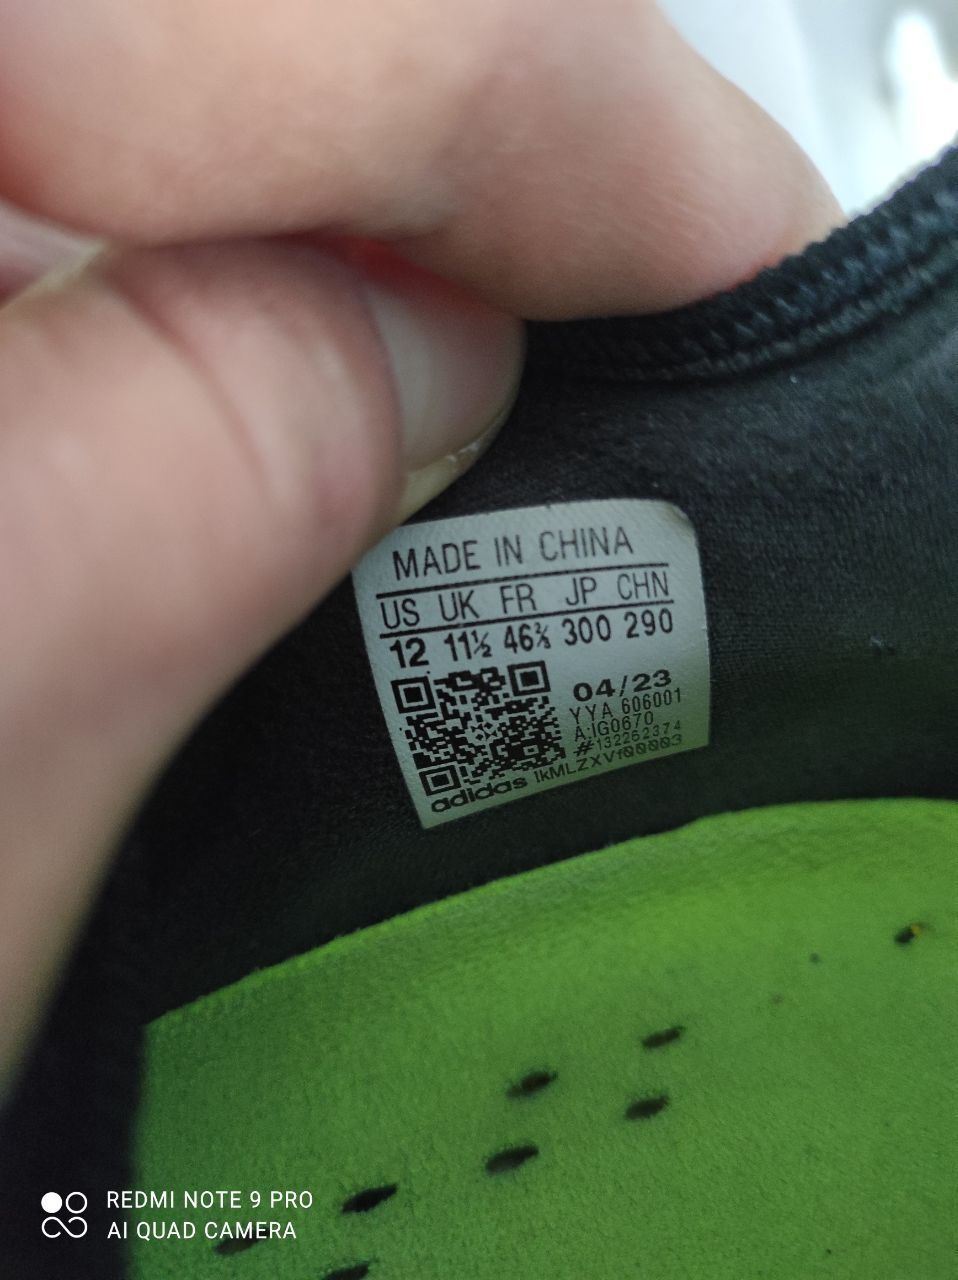 MADE IN CHINA
US UK FR JP CHN
12 11½ 46⅔ 300 290
04/23
YYA 606001
A:IG0670
#132262374
adidas 1kMLZXVf00003
REDMI NOTE 9 PRO
AI QUAD CAMERA